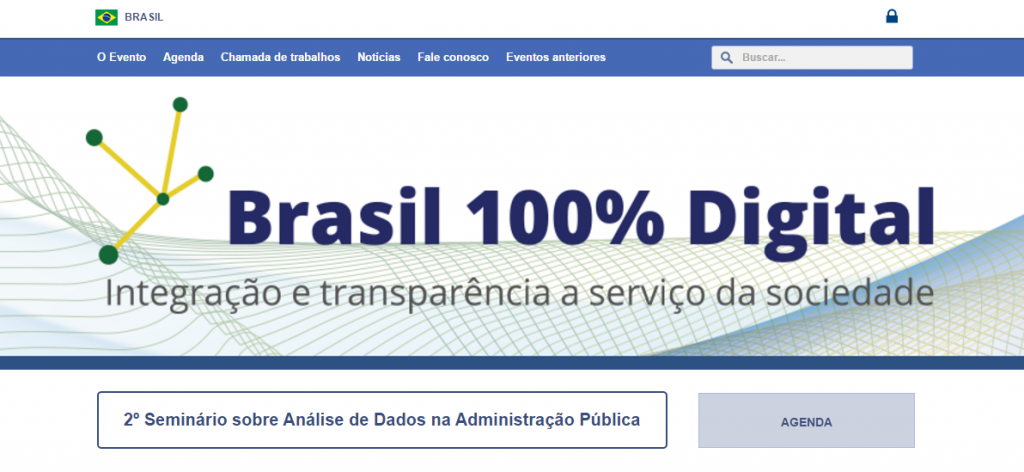 BRASIL
O Evento Agenda Chamada de trabalhos Notícias Fale conosco Eventos anteriores Buscar...
Brasil 100% Digital
Integração e transparência a serviço da sociedade
2º Seminário sobre Análise de Dados na Administração Pública AGENDA